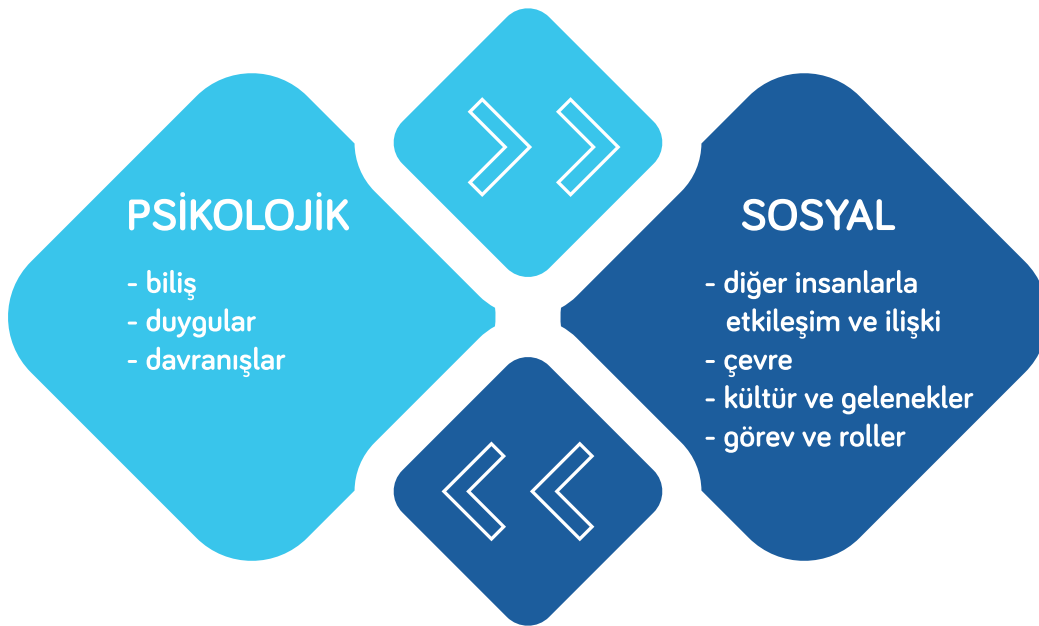 PSİKOLOJİK
- biliş
- duygular
- davranışlar
SOSYAL
- diğer insanlarla
etkileşim ve ilişki
- çevre
- kültür ve gelenekler
- görev ve roller